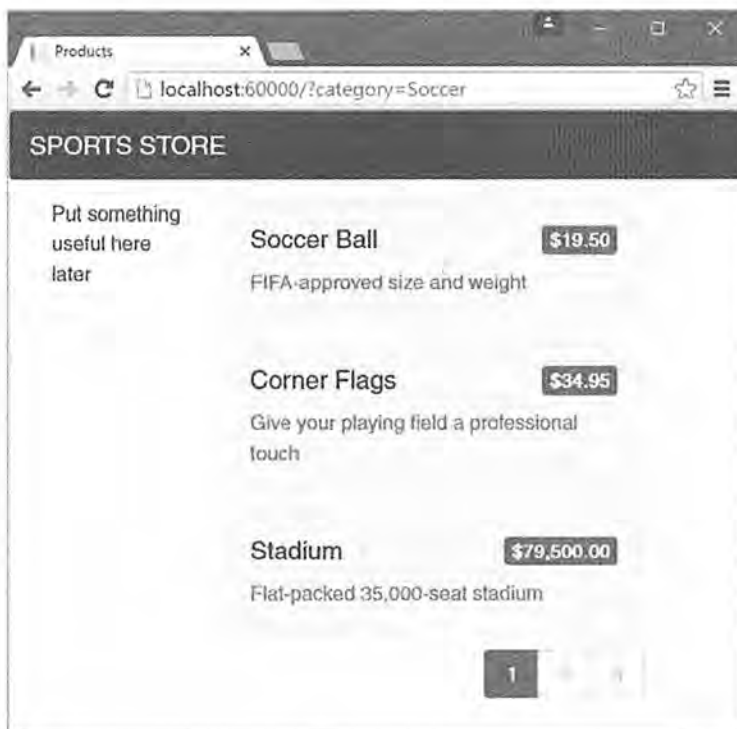 Products
localhost:60000/?category=Soccer
SPORTS STORE
Put something
useful here
later
Soccer Ball
$19.50
FIFA-approved size and weight
Corner Flags
$34.95
Give your playing field a professional
touch
Stadium
$79,500.00
Flat-packed 35,000-seat stadium
1